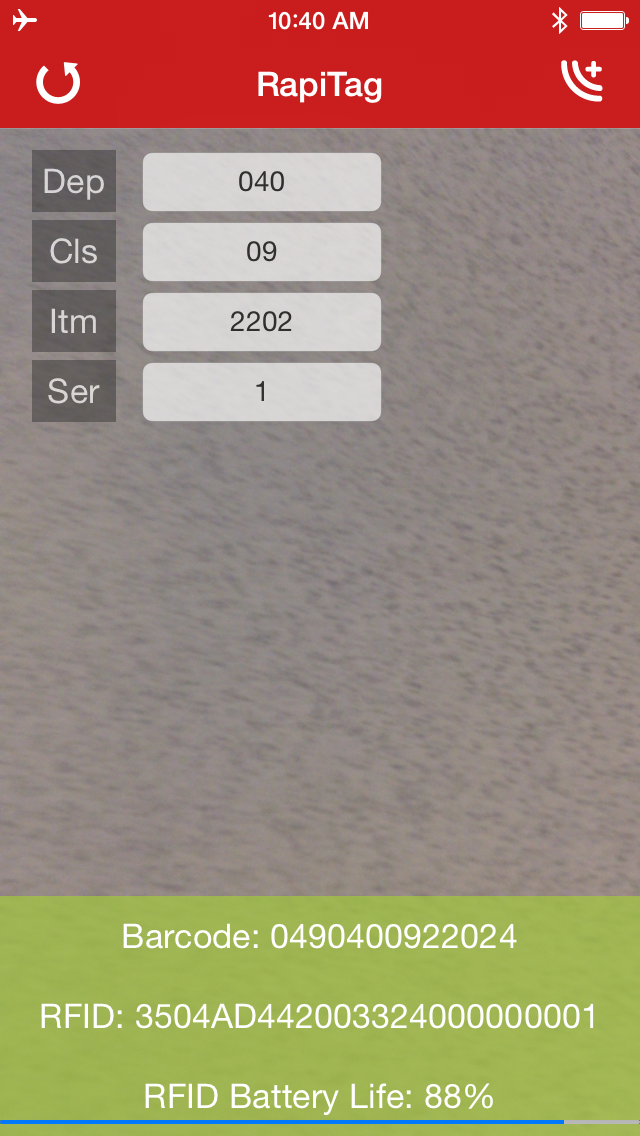 10:40 AM
RapiTag
Dep 040
Cls 09
Itm 2202
Ser 1
Barcode: 0490400922024
RFID: 3504AD442003324000000001
RFID Battery Life: 88%